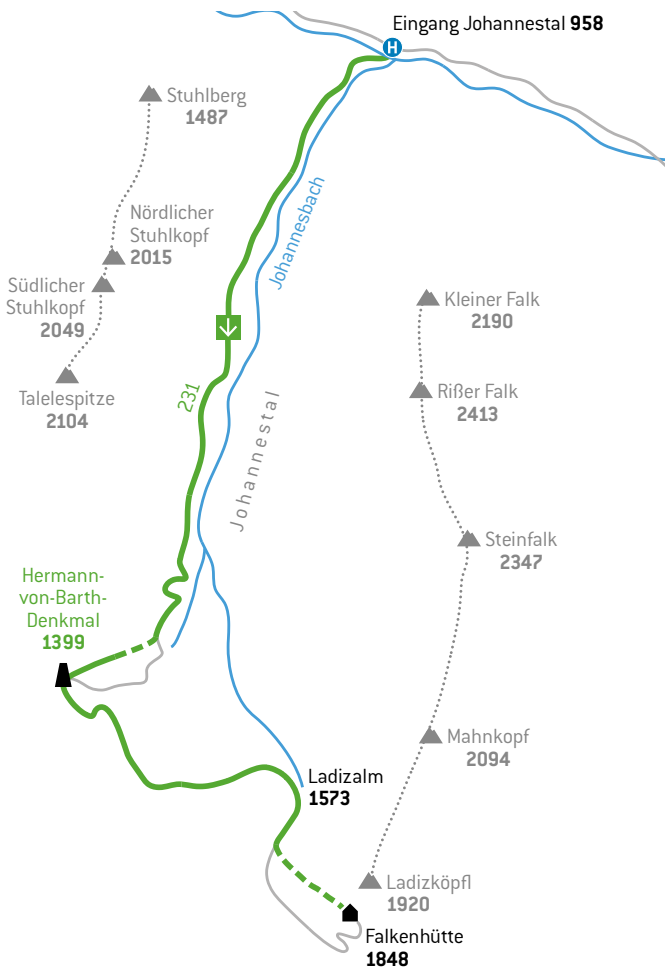 Eingang Johannestal 958
H
Stuhlberg
1487
Nördlicher
Stuhlkopf
2015
Südlicher
Stuhlkopf
2049
Talelespitze
2104
Johannesbach
231
Johannestal
Kleiner Falk
2190
Rißer Falk
2413
Steinfalk
2347
Hermann-
von-Barth-
Denkmal
1399
Mahnkopf
2094
Ladizalm
1573
Ladizköpfl
1920
Falkenhütte
1848